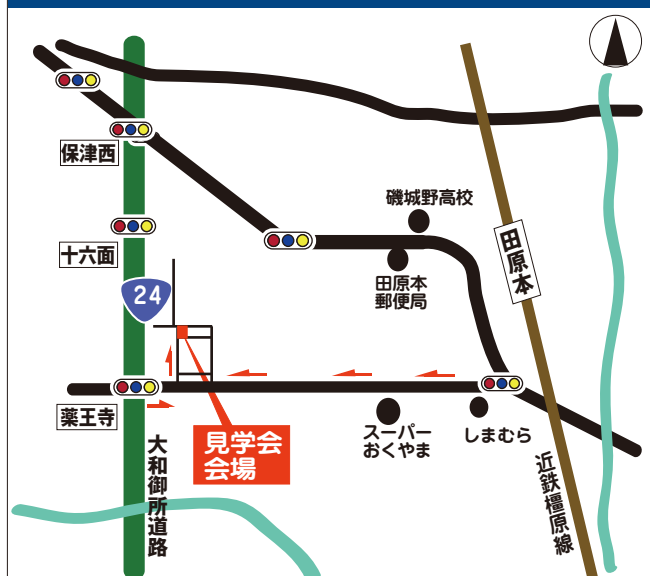 保津西
磯城野高校
十六面
田原本
田原本
郵便局
24
薬王寺
見学会
会場
スーパー
おくやま
しまむら
大和御所道路
近鉄橿原線